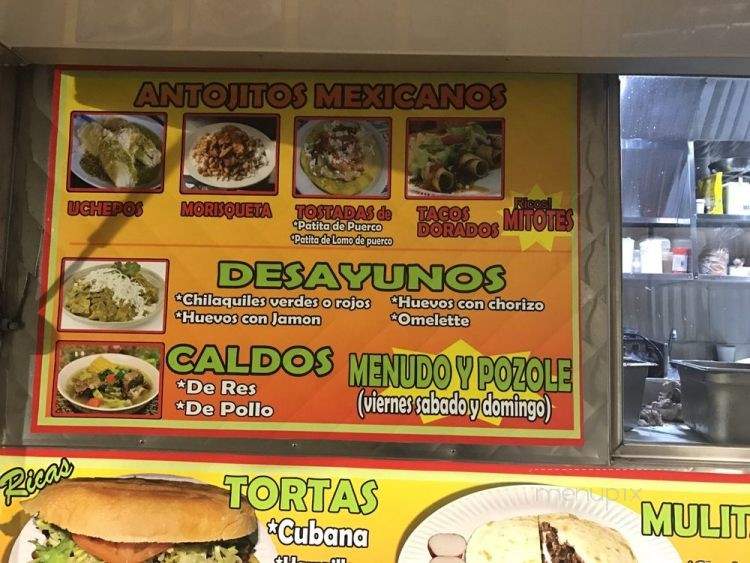 ANTOJITOS MEXICANOS
UCHEPOS
MORISQUETA
TOSTADAS de
*Patita de Puerco
*Patita de Lomo de puerco
TACOS
DORADOS
Ricos!
MITOTES
DESAYUNOS
*Chilaquiles verdes o rojos
*Huevos con Jamon
*Huevos con chorizo
*Omelette
CALDOS
*De Res
*De Pollo
MENUDO Y POZOLE
(viernes sabado y domingo)
Ricas
TORTAS
*Cubana
MULIT
menupix